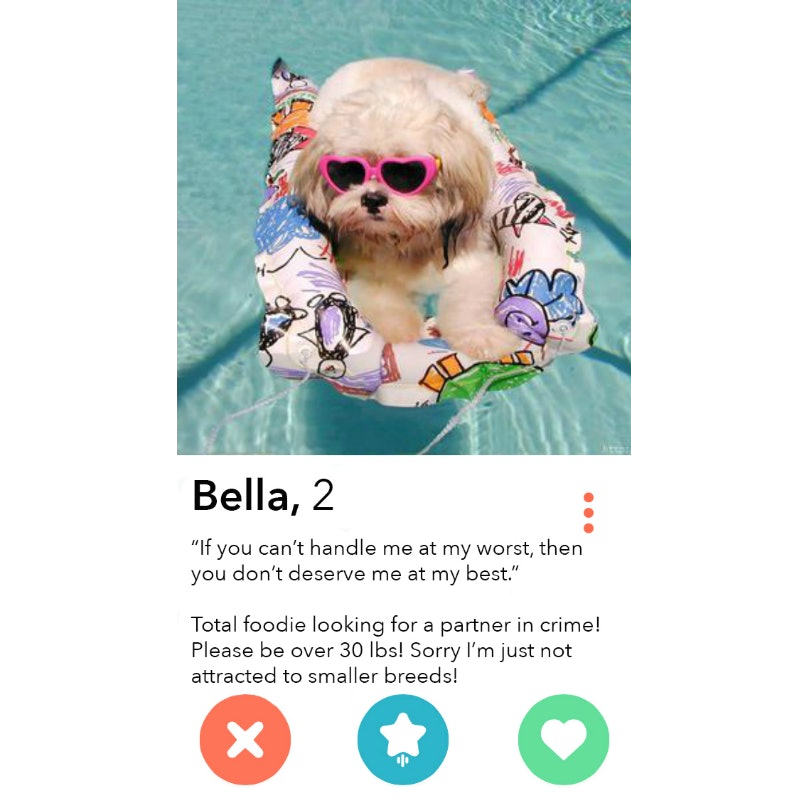 Bella, 2
“If you can’t handle me at my worst, then
you don’t deserve me at my best.”
Total foodie looking for a partner in crime!
Please be over 30 lbs! Sorry I’m just not
attracted to smaller breeds!